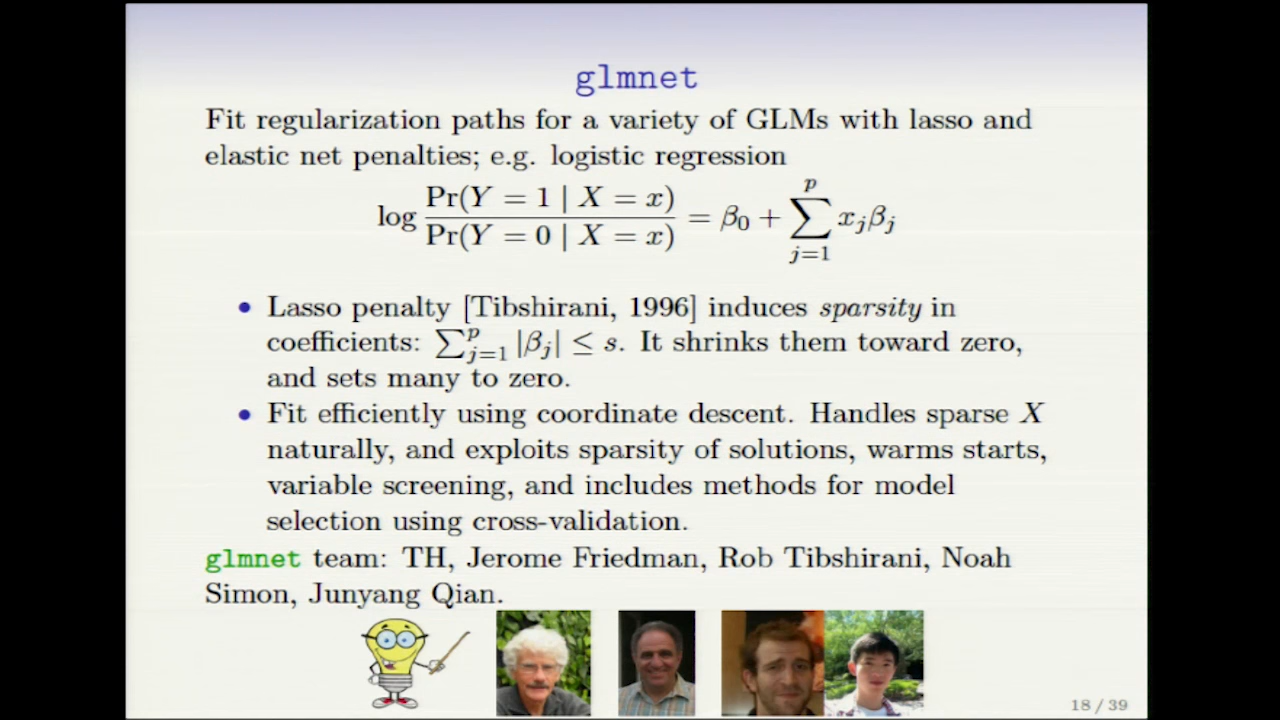 glmnet
Fit regularization paths for a variety of GLMs with lasso and
elastic net penalties; e.g. logistic regression
log Pr(Y = 1 | X = x) / Pr(Y = 0 | X = x) = β₀ + ∑_{j=1}^{p} x_jβ_j
• Lasso penalty [Tibshirani, 1996] induces sparsity in
coefficients: ∑_{j=1}^{p} |β_j| ≤ s. It shrinks them toward zero,
and sets many to zero.
• Fit efficiently using coordinate descent. Handles sparse X
naturally, and exploits sparsity of solutions, warms starts,
variable screening, and includes methods for model
selection using cross-validation.
glmnet team: TH, Jerome Friedman, Rob Tibshirani, Noah
Simon, Junyang Qian.
18 / 39